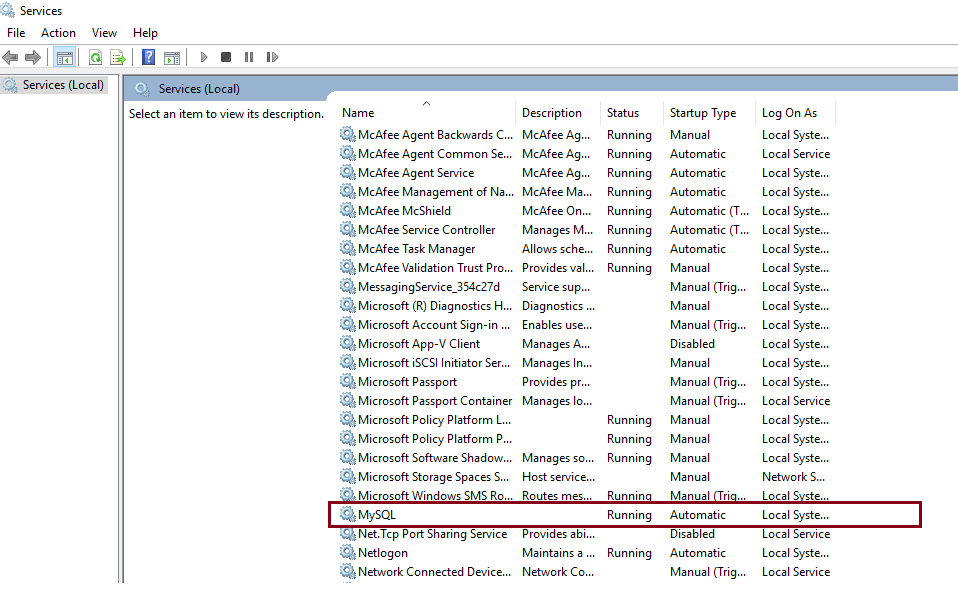 Services
File Action View Help
Services (Local)
Services (Local)
Select an item to view its description.
Name Description Status Startup Type Log On As
McAfee Agent Backwards C... McAfee Ag... Running Manual Local Syste...
McAfee Agent Common Se... McAfee Ag... Running Automatic Local Service
McAfee Agent Service McAfee Ag... Running Automatic Local Syste...
McAfee Management of Na... McAfee Ma... Running Automatic Local Syste...
McAfee McShield McAfee On... Running Automatic (T... Local Syste...
McAfee Service Controller Manages M... Running Automatic (T... Local Syste...
McAfee Task Manager Allows sche... Running Automatic Local Syste...
McAfee Validation Trust Pro... Provides val... Running Manual Local Syste...
MessagingService_354c27d Service sup... Manual (Trig... Local Syste...
Microsoft (R) Diagnostics H... Diagnostics ... Manual Local Syste...
Microsoft Account Sign-in ... Enables use... Manual (Trig... Local Syste...
Microsoft App-V Client Manages A... Disabled Local Syste...
Microsoft iSCSI Initiator Ser... Manages In... Manual Local Syste...
Microsoft Passport Provides pr... Manual (Trig... Local Syste...
Microsoft Passport Container Manages lo... Manual (Trig... Local Service
Microsoft Policy Platform L... Running Manual Local Syste...
Microsoft Policy Platform P... Running Manual Local Syste...
Microsoft Software Shadow... Manages so... Running Manual Local Syste...
Microsoft Storage Spaces S... Host service... Manual Network S...
Microsoft Windows SMS Ro... Routes mes... Running Manual (Trig... Local Syste...
MySQL Running Automatic Local Syste...
Net.Tcp Port Sharing Service Provides abi... Disabled Local Service
Netlogon Maintains a ... Running Automatic Local Syste...
Network Connected Device... Network Co... Manual (Trig... Local Service